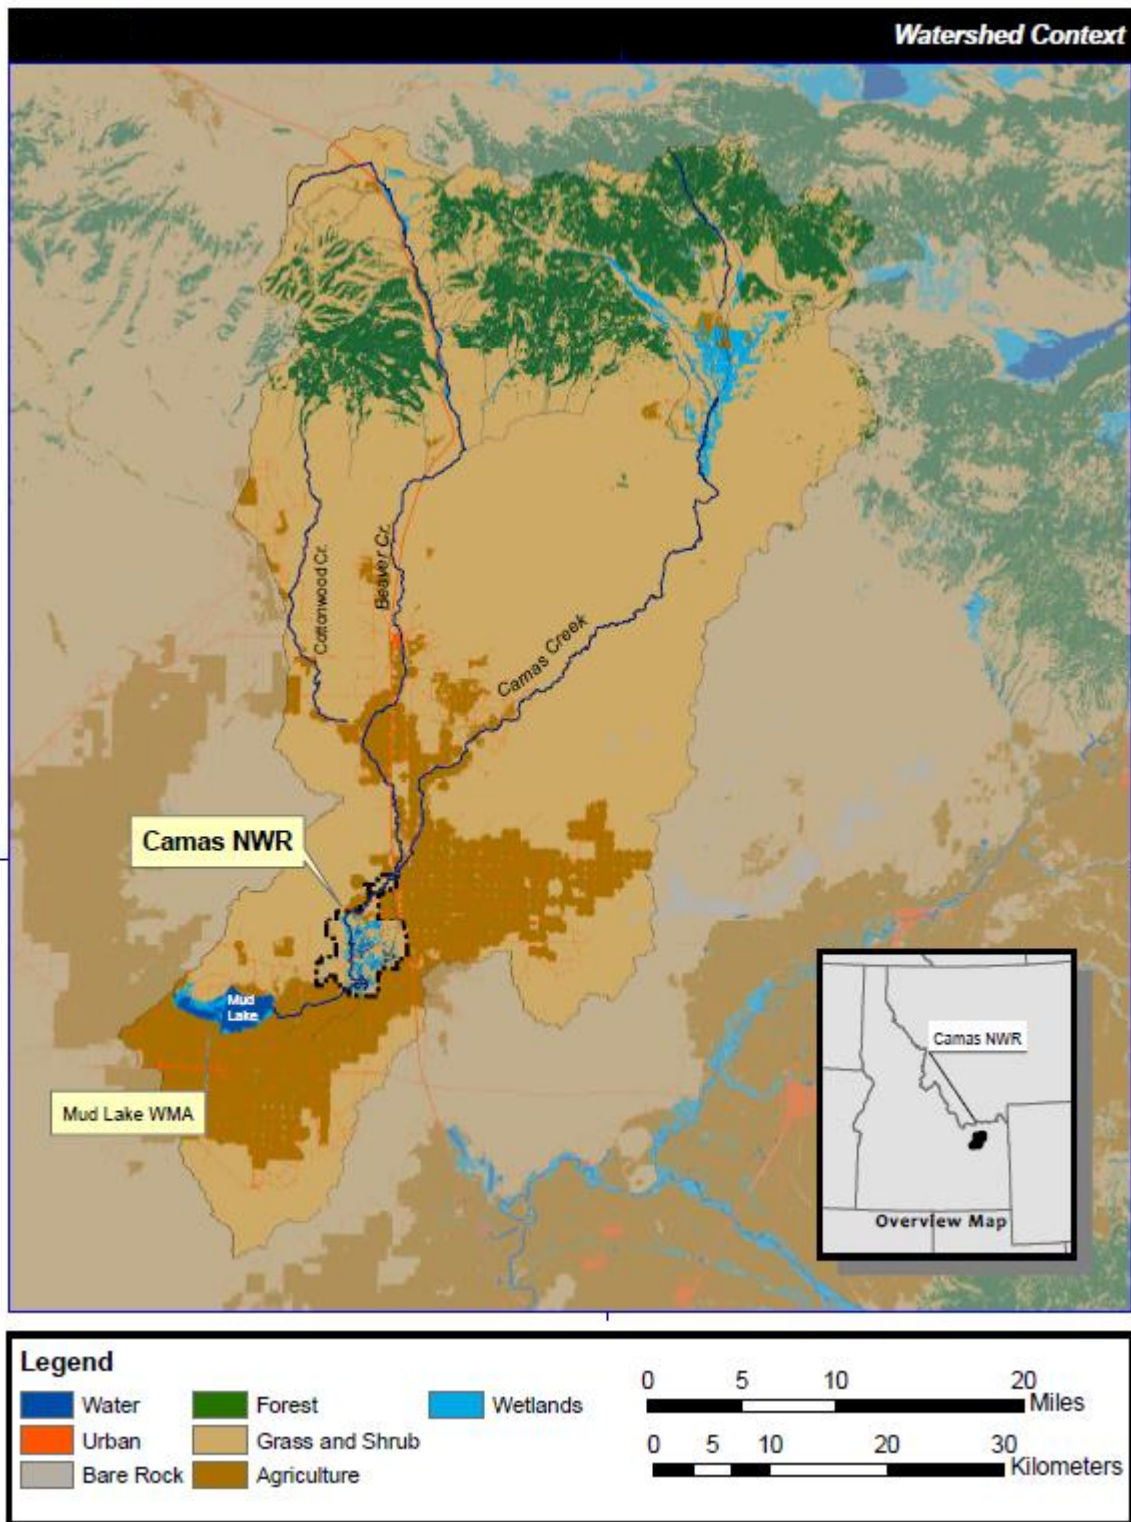 Watershed Context
Cottonwood Cr.
Beaver Cr.
Camas Creek
Camas NWR
Mud
Lake
Mud Lake WMA
Camas NWR
Overview Map
Legend
Water
Forest
Wetlands
Urban
Grass and Shrub
Bare Rock
Agriculture
0 5 10 20
Miles
0 5 10 20 30
Kilometers